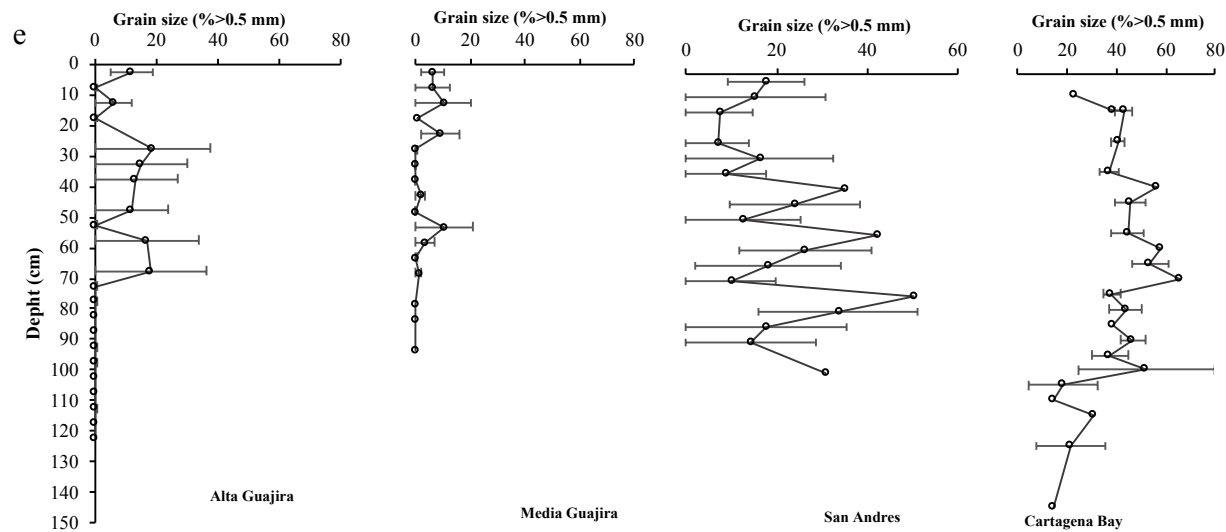 e
Grain size (%>0.5 mm)
0 20 40 60 80
Grain size (%>0.5 mm)
0 20 40 60 80
Grain size (%>0.5 mm)
0 20 40 60
Grain size (%>0.5 mm)
0 20 40 60 80
Depht (cm)
0
10
20
30
40
50
60
70
80
90
100
110
120
130
140
150
Alta Guajira
Media Guajira
San Andres
Cartagena Bay